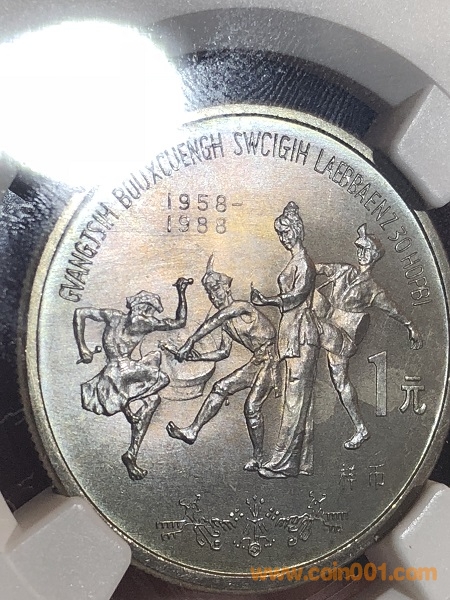 GVANGJSIH BOUXCUENGH SWCIGIH LAEBBAENZ 30 HOPBI
1958-
1988
1元
样币
www.coin001.com